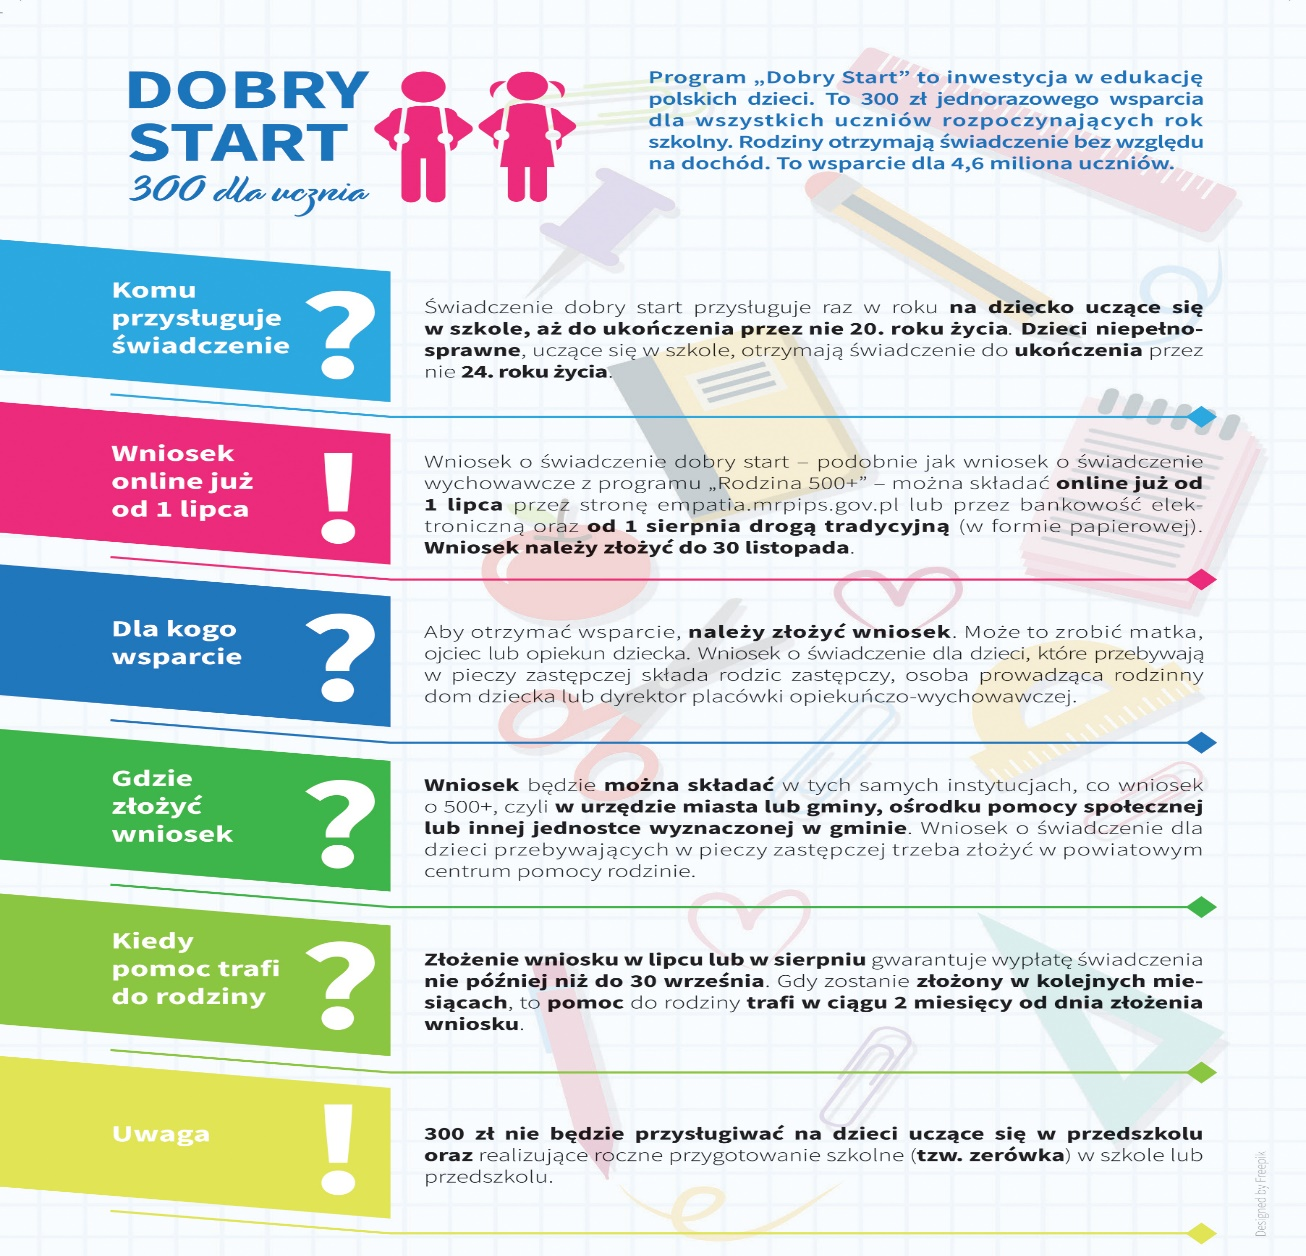 DOBRY
START
300 dla ucznia
Program „Dobry Start” to inwestycja w edukację
polskich dzieci. To 300 zł jednorazowego wsparcia
dla wszystkich uczniów rozpoczynających rok
szkolny. Rodziny otrzymają świadczenie bez względu
na dochód. To wsparcie dla 4,6 miliona uczniów.
Komu
przysługuje
świadczenie
?
Świadczenie dobry start przysługuje raz w roku na dziecko uczące się
w szkole, aż do ukończenia przez nie 20. roku życia. Dzieci niepełno-
sprawne, uczące się w szkole, otrzymają świadczenie do ukończenia przez
nie 24. roku życia.
Wniosek
online już
od 1 lipca
!
Wniosek o świadczenie dobry start – podobnie jak wniosek o świadczenie
wychowawcze z programu „Rodzina 500+” – można składać online już od
1 lipca przez stronę empatia.mrpips.gov.pl lub przez bankowość elek-
troniczną oraz od 1 sierpnia drogą tradycyjną (w formie papierowej).
Wniosek należy złożyć do 30 listopada.
Dla kogo
wsparcie
?
Aby otrzymać wsparcie, należy złożyć wniosek. Może to zrobić matka,
ojciec lub opiekun dziecka. Wniosek o świadczenie dla dzieci, które przebywają
w pieczy zastępczej składa rodzic zastępczy, osoba prowadząca rodzinny
dom dziecka lub dyrektor placówki opiekuńczo-wychowawczej.
Gdzie
złożyć
wniosek
?
Wniosek będzie można składać w tych samych instytucjach, co wniosek
o 500+, czyli w urzędzie miasta lub gminy, ośrodku pomocy społecznej
lub innej jednostce wyznaczonej w gminie. Wniosek o świadczenie dla
dzieci przebywających w pieczy zastępczej trzeba złożyć w powiatowym
centrum pomocy rodzinie.
Kiedy
pomoc trafi
do rodziny
?
Złożenie wniosku w lipcu lub w sierpniu gwarantuje wypłatę świadczenia
nie później niż do 30 września. Gdy zostanie złożony w kolejnych mie-
siącach, to pomoc do rodziny trafi w ciągu 2 miesięcy od dnia złożenia
wniosku.
Uwaga
!
300 zł nie będzie przysługiwać na dzieci uczące się w przedszkolu
oraz realizujące roczne przygotowanie szkolne (tzw. zerówka) w szkole lub
przedszkolu.
Designed by Freepik